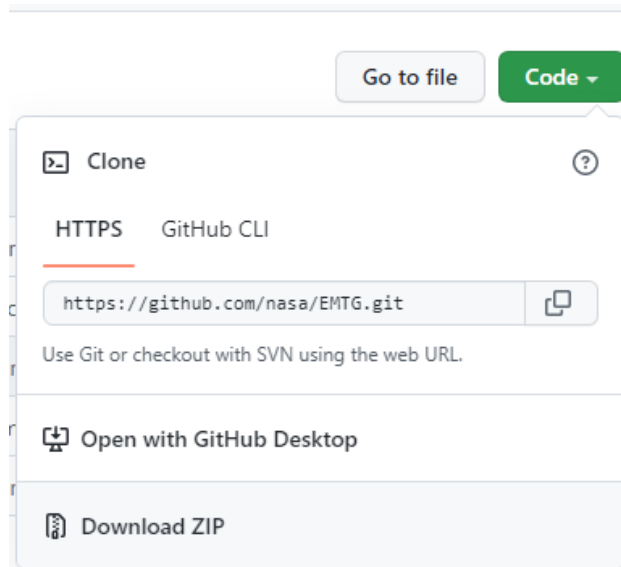 Go to file
Code
Clone
HTTPS
GitHub CLI
https://github.com/nasa/EMTG.git
Use Git or checkout with SVN using the web URL.
Open with GitHub Desktop
Download ZIP